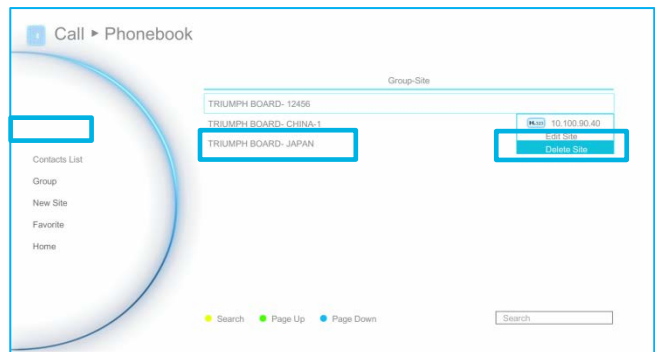 Call ▸ Phonebook
Group-Site
TRIUMPH BOARD- 12456
TRIUMPH BOARD- CHINA-1
10.100.90.40
TRIUMPH BOARD- JAPAN
Edit Site
Delete Site
Contacts List
Group
New Site
Favorite
Home
Search
Page Up
Page Down
Search